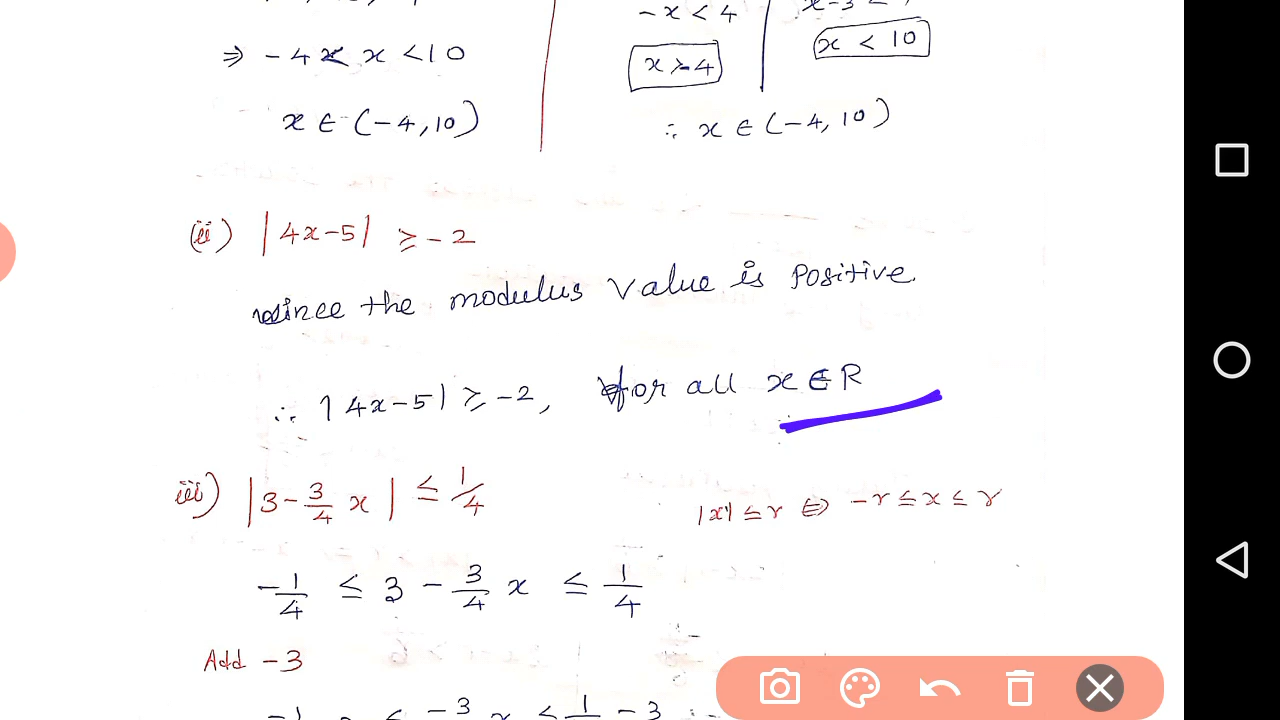 -x < 4
⇒ -4 < x < 10
x > -4
x < 10
x ∈ (-4, 10)
∴ x ∈ (-4, 10)
(ii) |4x-5| ≥ -2
since the modulus value is positive
∴ |4x-5| ≥ -2, for all x ∈ R
iii) |3 - 3/4 x| ≤ 1/4
|x| ≤ r ⇔ -r ≤ x ≤ r
-1/4 ≤ 3 - 3/4 x ≤ 1/4
Add -3